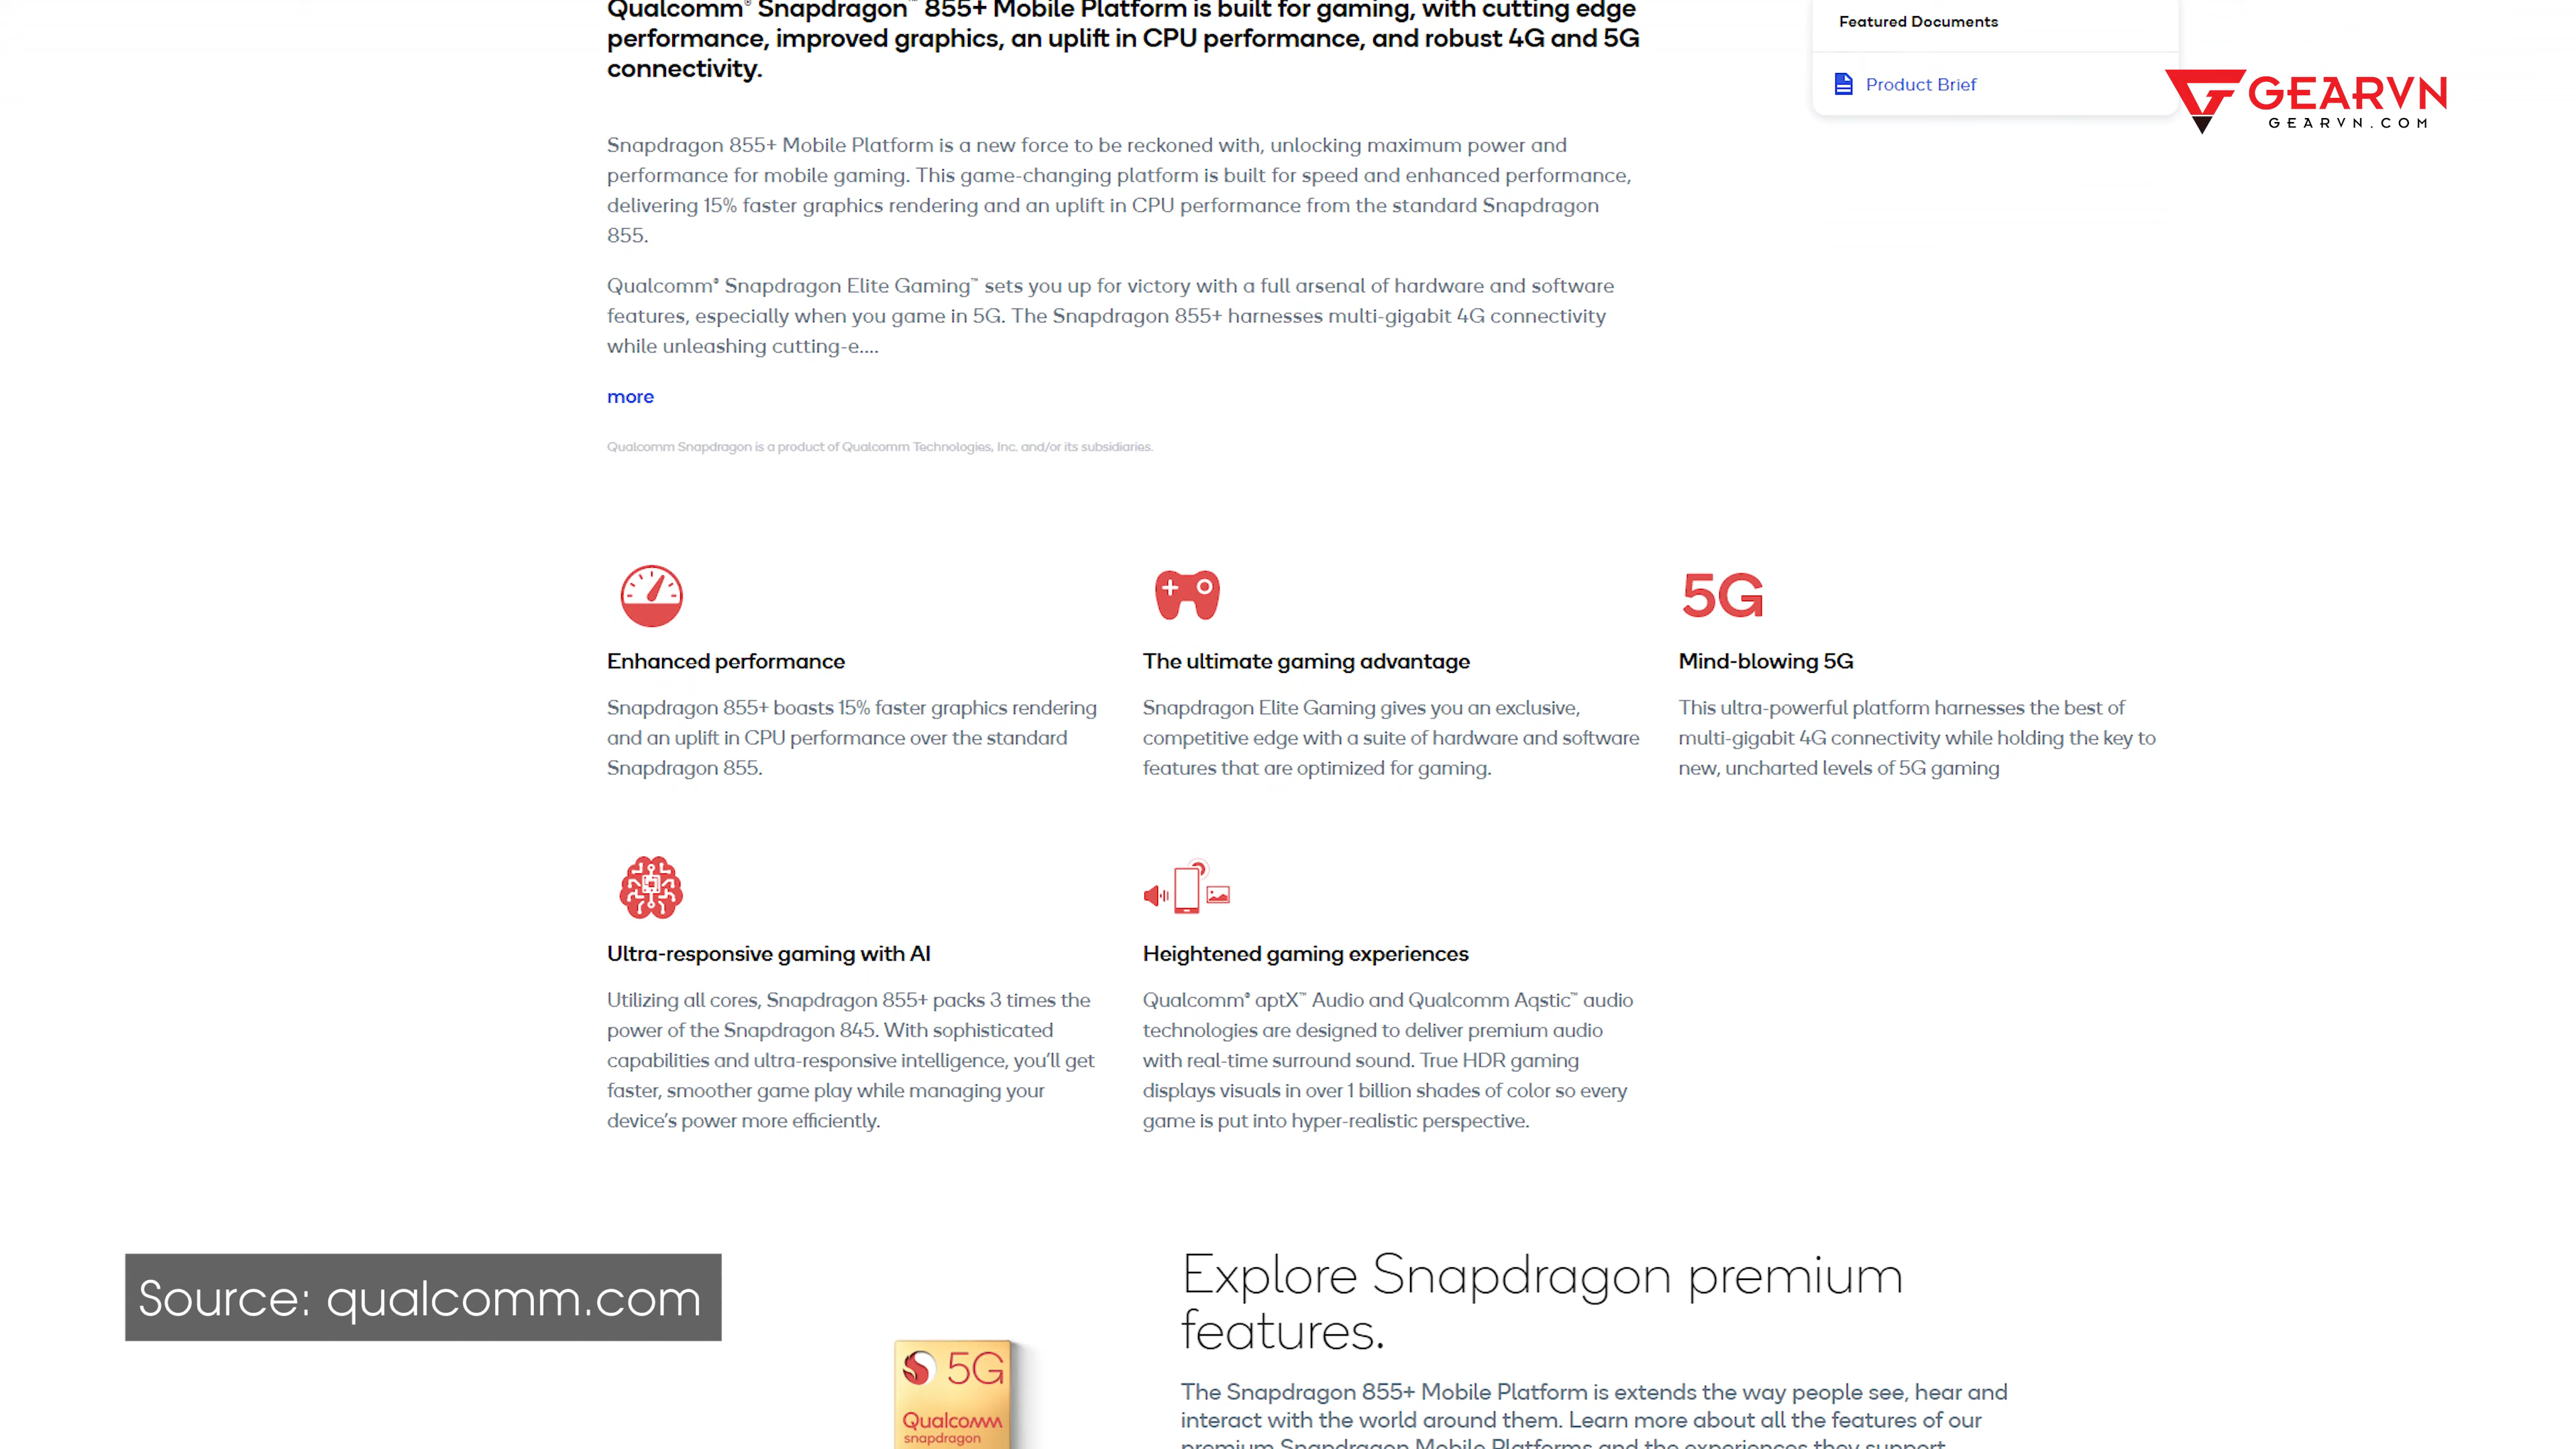 Qualcomm® Snapdragon™ 855+ Mobile Platform is built for gaming, with cutting edge
performance, improved graphics, an uplift in CPU performance, and robust 4G and 5G
connectivity.
Featured Documents
Product Brief
GEARVN
GEARVN.COM
Snapdragon 855+ Mobile Platform is a new force to be reckoned with, unlocking maximum power and
performance for mobile gaming. This game-changing platform is built for speed and enhanced performance,
delivering 15% faster graphics rendering and an uplift in CPU performance from the standard Snapdragon
855.
Qualcomm® Snapdragon Elite Gaming™ sets you up for victory with a full arsenal of hardware and software
features, especially when you game in 5G. The Snapdragon 855+ harnesses multi-gigabit 4G connectivity
while unleashing cutting-e....
more
Qualcomm Snapdragon is a product of Qualcomm Technologies, Inc. and/or its subsidiaries.
Enhanced performance
Snapdragon 855+ boasts 15% faster graphics rendering
and an uplift in CPU performance over the standard
Snapdragon 855.
The ultimate gaming advantage
Snapdragon Elite Gaming gives you an exclusive,
competitive edge with a suite of hardware and software
features that are optimized for gaming.
5G
Mind-blowing 5G
This ultra-powerful platform harnesses the best of
multi-gigabit 4G connectivity while holding the key to
new, uncharted levels of 5G gaming
Ultra-responsive gaming with AI
Utilizing all cores, Snapdragon 855+ packs 3 times the
power of the Snapdragon 845. With sophisticated
capabilities and ultra-responsive intelligence, you'll get
faster, smoother game play while managing your
device's power more efficiently.
Heightened gaming experiences
Qualcomm® aptX™ Audio and Qualcomm Aqstic™ audio
technologies are designed to deliver premium audio
with real-time surround sound. True HDR gaming
displays visuals in over 1 billion shades of color so every
game is put into hyper-realistic perspective.
Source: qualcomm.com
5G
Qualcomm
snapdragon
Explore Snapdragon premium
features.
The Snapdragon 855+ Mobile Platform is extends the way people see, hear and
interact with the world around them. Learn more about all the features of our
premium Snapdragon Mobile Platforms and the experiences they support